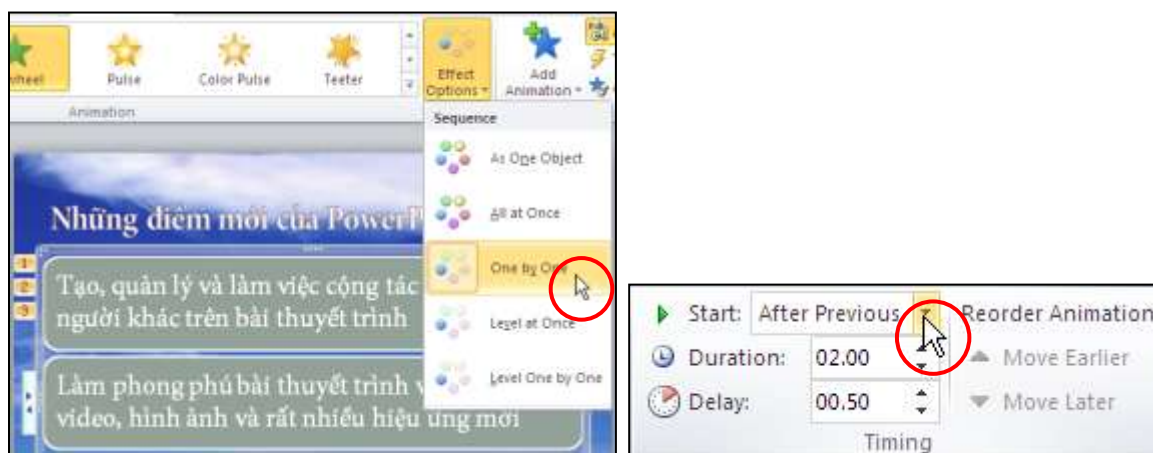 Pulse
Color Pulse
Teeter
Effect Options
Add Animation
Animation
Sequence
As One Object
All at Once
One by One
Level at Once
Level One by One
Những điểm mới của
1
2
3
Tạo, quản lý và làm việc cộng tác
người khác trên bài thuyết trình
Làm phong phú bài thuyết trình
video, hình ảnh và rất nhiều hiệu ứng mới
Start: After Previous
Reorder Animation
Duration: 02.00
Move Earlier
Delay: 00.50
Move Later
Timing